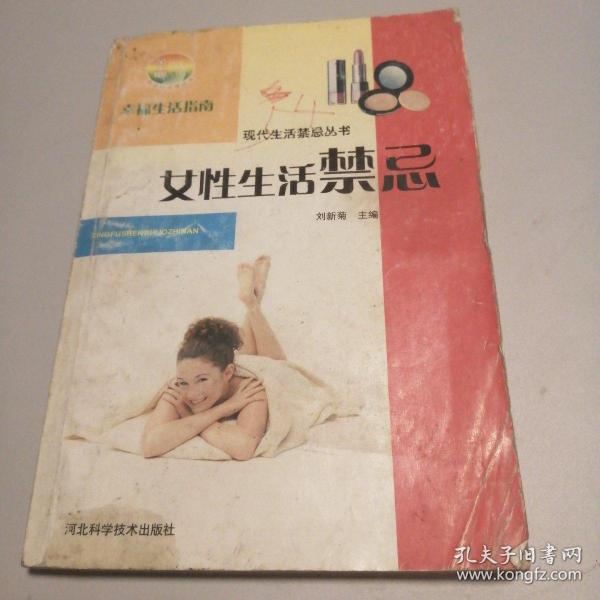 幸福生活指南
现代生活禁忌丛书
女性生活禁忌
刘新菊 主编
XINGFUSHENGHUOZHINAN
河北科学技术出版社
孔夫子旧书网
www.kongfz.com